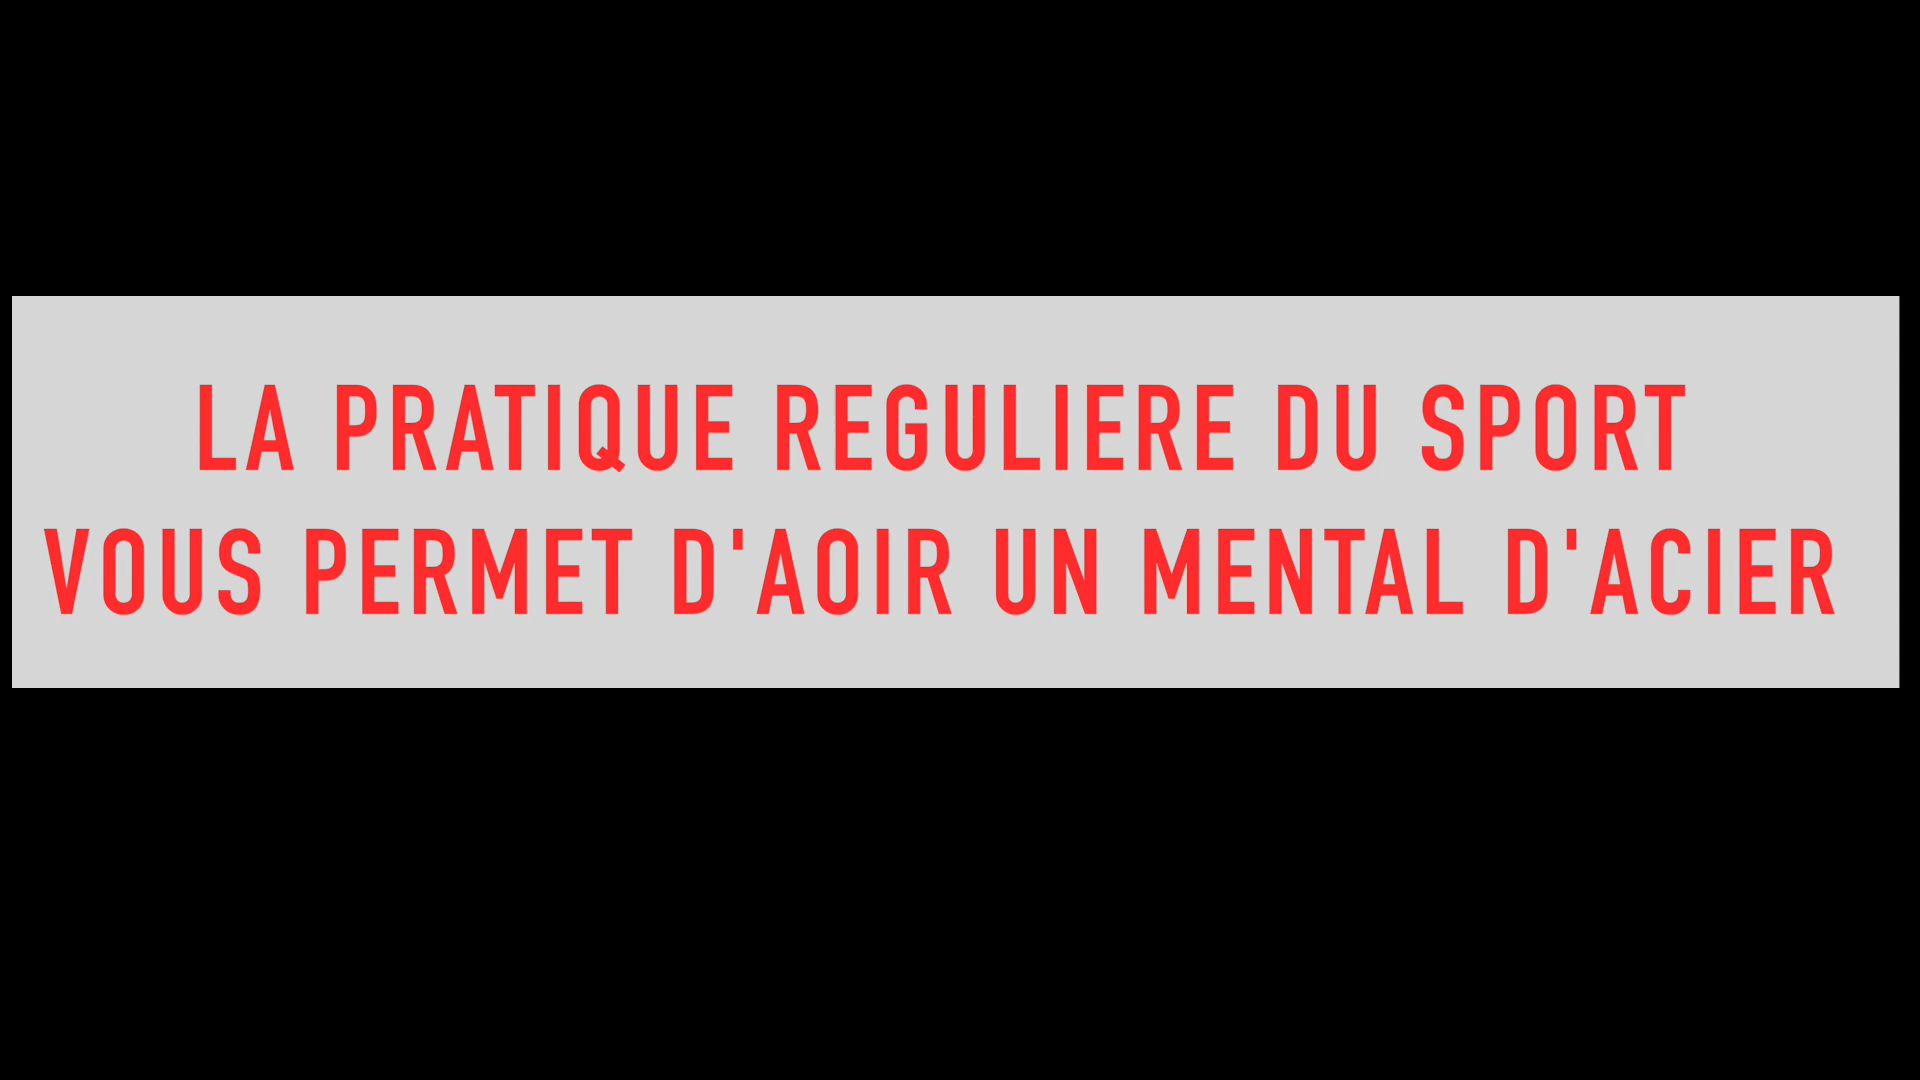 LA PRATIQUE REGULIERE DU SPORT
VOUS PERMET D'AOIR UN MENTAL D'ACIER